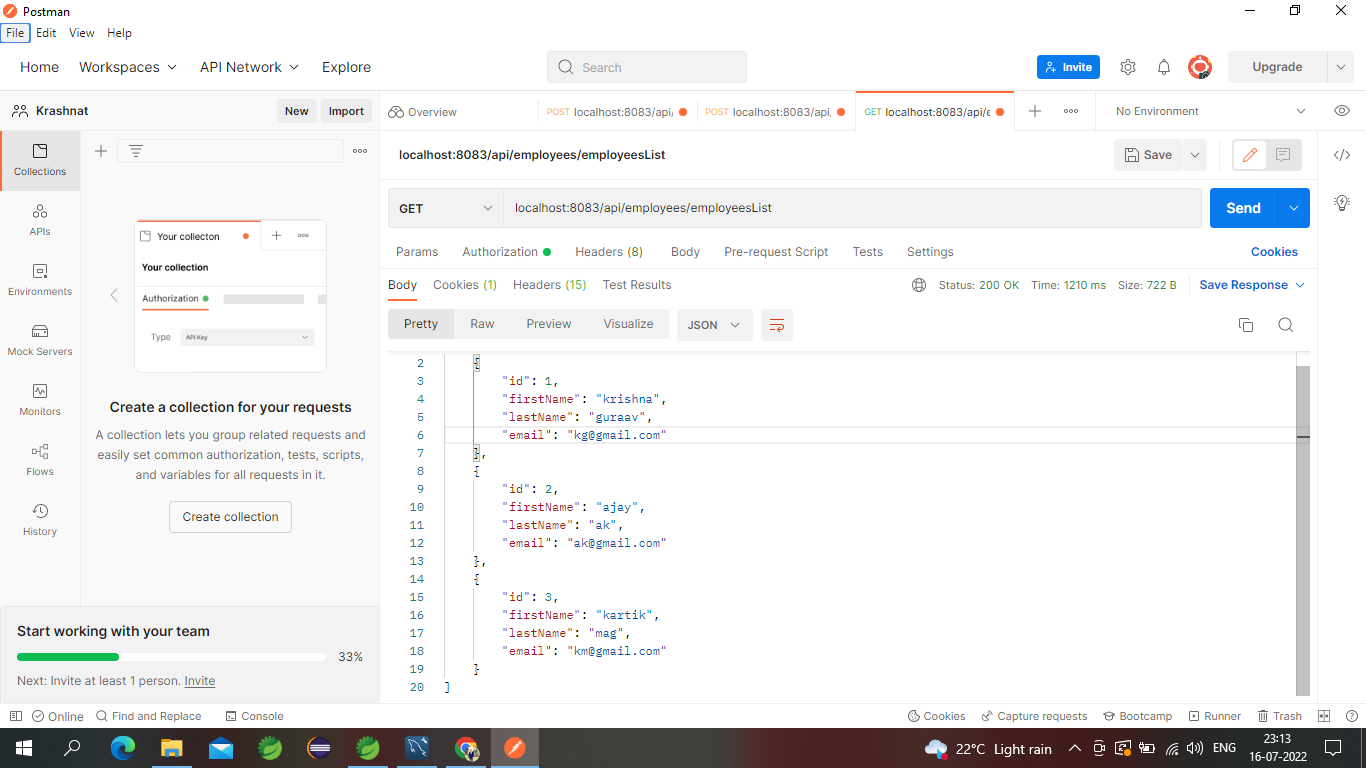 Postman
File Edit View Help
Home Workspaces API Network Explore Search Invite Upgrade
Krashnat New Import
Overview POST localhost:8083/api/ POST localhost:8083/api, GET localhost:8083/api/e No Environment
Collections
APIs
Environments
Mock Servers
Monitors
Flows
History
Your collecton
Your collection
Authorization
Type API Key
Create a collection for your requests
A collection lets you group related requests and
easily set common authorization, tests, scripts,
and variables for all requests in it.
Create collection
Start working with your team
33%
Next: Invite at least 1 person. Invite
localhost:8083/api/employees/employeesList Save
GET localhost:8083/api/employees/employeesList Send
Params Authorization Headers (8) Body Pre-request Script Tests Settings Cookies
Body Cookies (1) Headers (15) Test Results Status: 200 OK Time: 1210 ms Size: 722 B Save Response
Pretty Raw Preview Visualize JSON
2 {
3 "id": 1,
4 "firstName": "krishna",
5 "lastName": "guraav",
6 "email": "kg@gmail.com"
7 },
8 {
9 "id": 2,
10 "firstName": "ajay",
11 "lastName": "ak",
12 "email": "ak@gmail.com"
13 },
14 {
15 "id": 3,
16 "firstName": "kartik",
17 "lastName": "mag",
18 "email": "km@gmail.com"
19 }
20 ]
Online Find and Replace Console Cookies Capture requests Bootcamp Runner Trash
22°C Light rain ENG 23:13
16-07-2022